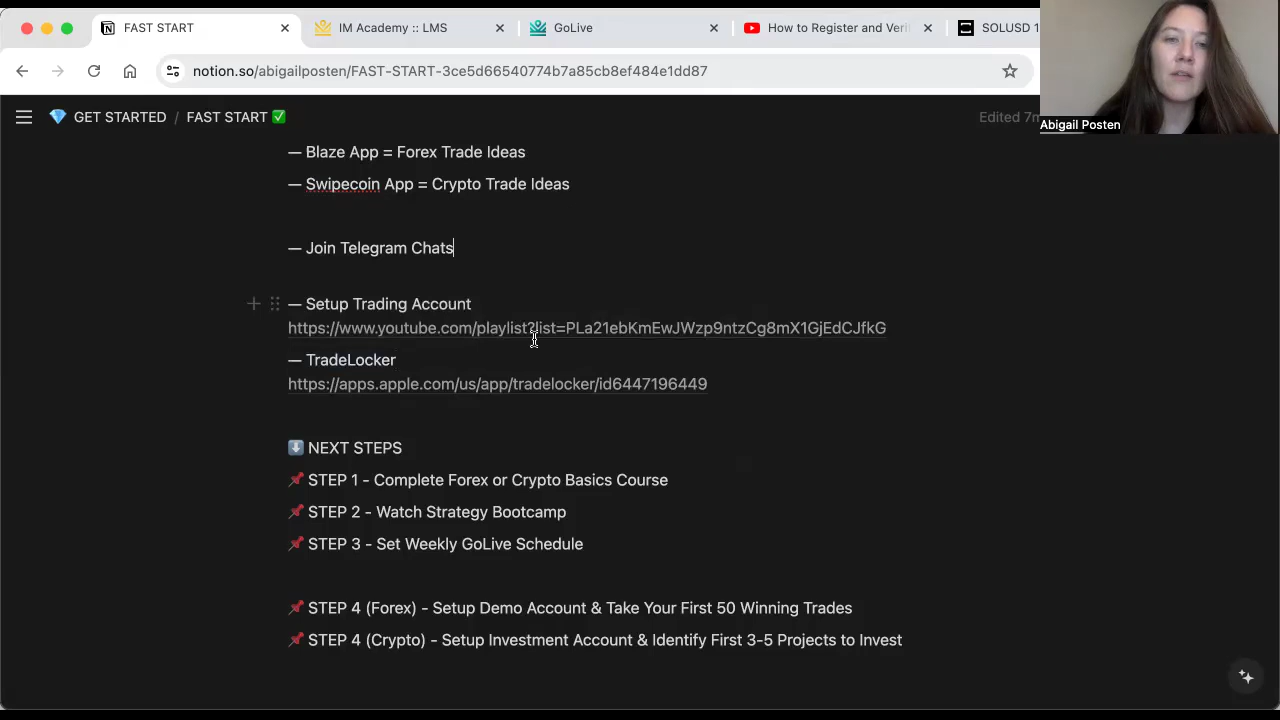 FAST START
IM Academy :: LMS
GoLive
How to Register and Verif
SOLUSD 1
notion.so/abigailposten/FAST-START-3ce5d66540774b7a85cb8ef484e1dd87
GET STARTED / FAST START
Edited 7m
Abigail Posten
— Blaze App = Forex Trade Ideas
— Swipecoin App = Crypto Trade Ideas
— Join Telegram Chats
— Setup Trading Account
https://www.youtube.com/playlist?list=PLa21ebKmEwJWzp9ntzCg8mX1GjEdCJfkG
— TradeLocker
https://apps.apple.com/us/app/tradelocker/id6447196449
NEXT STEPS
STEP 1 - Complete Forex or Crypto Basics Course
STEP 2 - Watch Strategy Bootcamp
STEP 3 - Set Weekly GoLive Schedule
STEP 4 (Forex) - Setup Demo Account & Take Your First 50 Winning Trades
STEP 4 (Crypto) - Setup Investment Account & Identify First 3-5 Projects to Invest